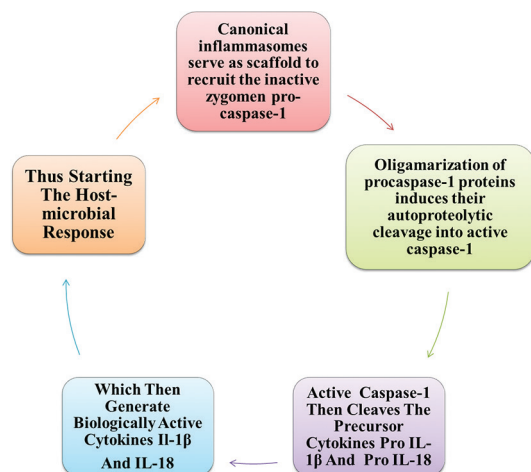 Canonical
inflammasomes
serve as scaffold to
recruit the inactive
zygomen pro-
caspase-1
Oligamarization of
procaspase-1 proteins
induces their
autoproteolytic
cleavage into active
caspase-1
Active Caspase-1
Then Cleaves The
Precursor
Cytokines Pro IL-
1β And Pro IL-18
Which Then
Generate
Biologically Active
Cytokines Il-1β
And IL-18
Thus Starting
The Host-
microbial
Response